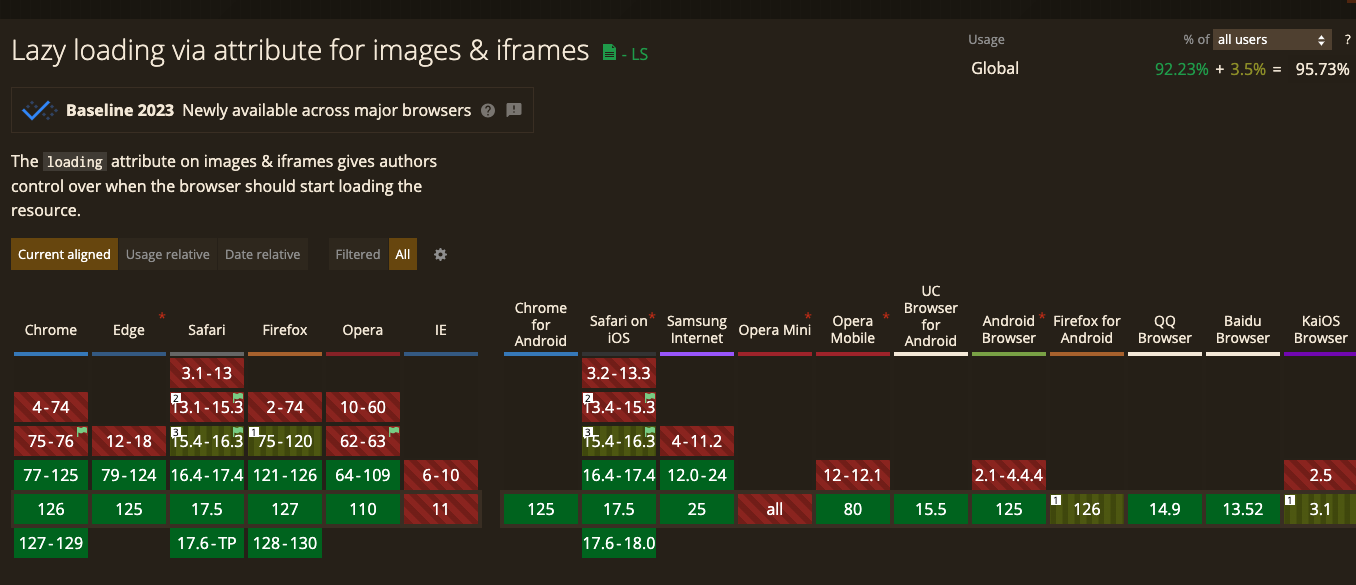 Lazy loading via attribute for images & iframes - LS
Usage % of all users ?
Global 92.23% + 3.5% = 95.73%
Baseline 2023 Newly available across major browsers ?
The loading attribute on images & iframes gives authors
control over when the browser should start loading the
resource.
Current aligned Usage relative Date relative Filtered All
Chrome Edge * Safari Firefox Opera IE Chrome for Android Safari on iOS * Samsung Internet Opera Mini * Opera Mobile * UC Browser for Android Android Browser * Firefox for Android QQ Browser Baidu Browser KaiOS Browser
3.1-13 3.2-13.3
4-74 2 13.1-15.3 2-74 10-60 2 13.4-15.3
75-76 12-18 3 15.4-16.3 1 75-120 62-63 3 15.4-16.3 4-11.2
77-125 79-124 16.4-17.4 121-126 64-109 6-10 16.4-17.4 12.0-24 12-12.1 2.1-4.4.4 2.5
126 125 17.5 127 110 11 125 17.5 25 all 80 15.5 125 1 126 14.9 13.52 1 3.1
127-129 17.6-TP 128-130 17.6-18.0